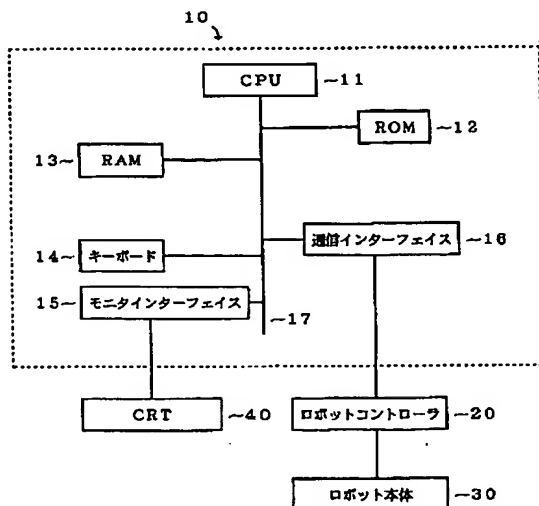 10
CPU ~11
ROM ~12
13~ RAM
通信インターフェイス ~16
14~ キーボード
15~ モニタインターフェイス
~17
CRT ~40
ロボットコントローラ ~20
ロボット本体 ~30